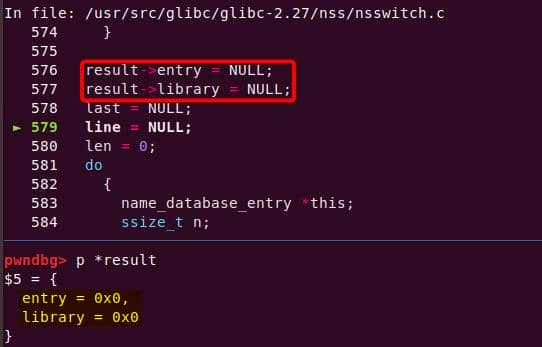 In file: /usr/src/glibc/glibc-2.27/nss/nsswitch.c
574 }
575
576 result->entry = NULL;
577 result->library = NULL;
578 last = NULL;
► 579 line = NULL;
580 len = 0;
581 do
582 {
583 name_database_entry *this;
584 ssize_t n;
pwndbg> p *result
$5 = {
entry = 0x0,
library = 0x0
}